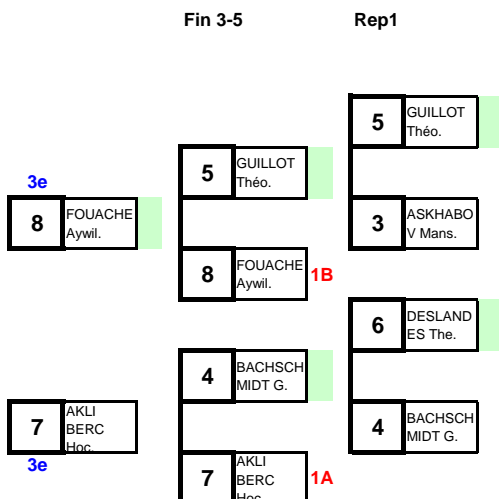 Fin 3-5 Rep1
5 GUILLOT
Théo.
5 GUILLOT
Théo.
3e
8 FOUACHE
Aywil.
3 ASKHABO
V Mans.
8 FOUACHE
Aywil.
1B
6 DESLAND
ES The.
4 BACHSCH
MIDT G.
7 AKLI
BERC
Hoc.
3e
4 BACHSCH
MIDT G.
7 AKLI
BERC
Hoc.
1A